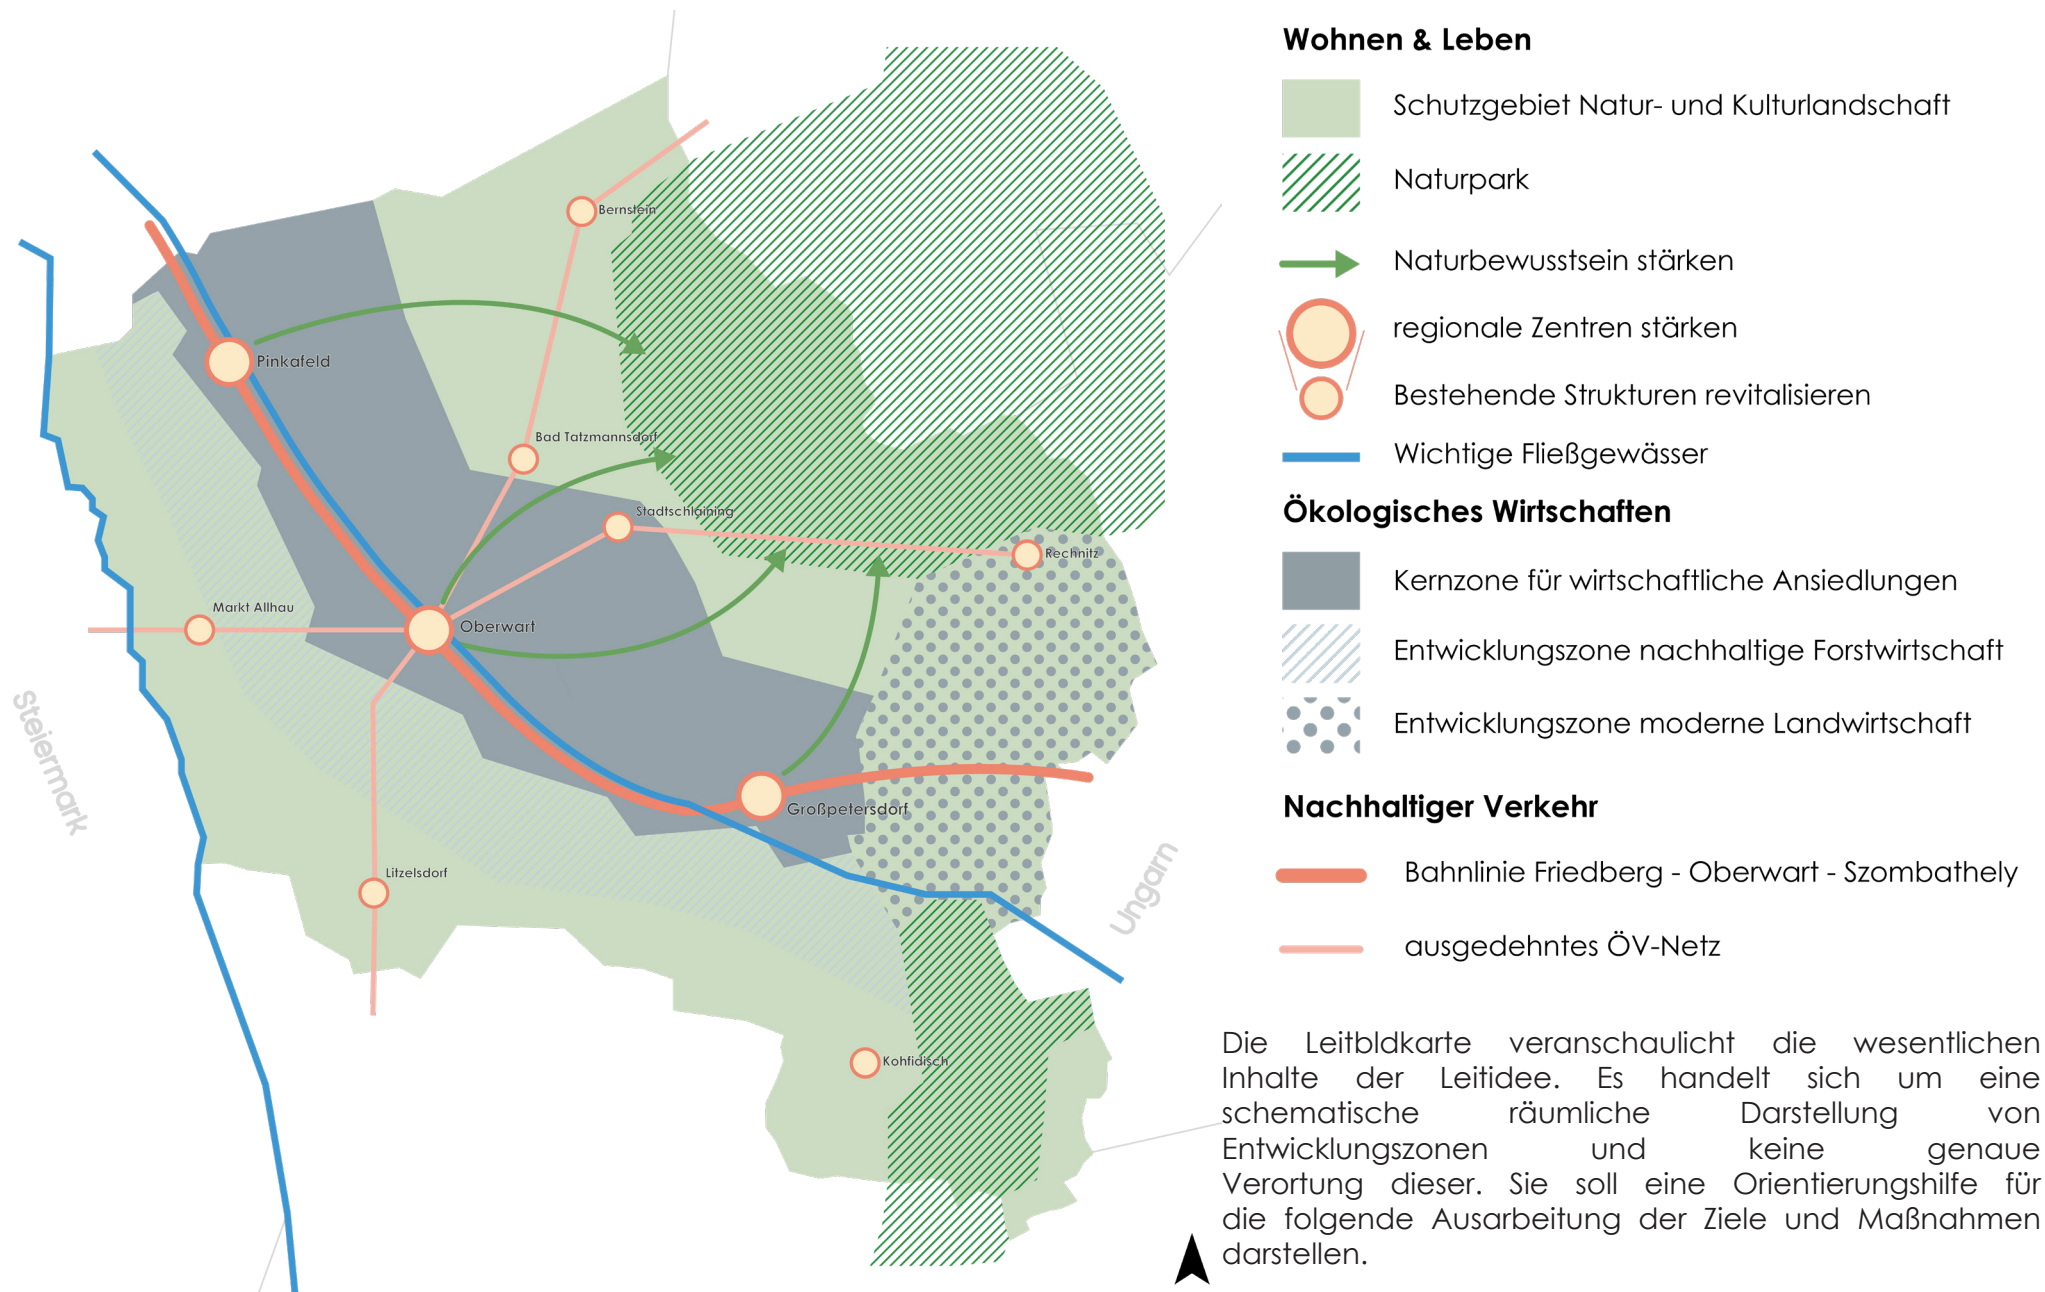 Bernstein
Pinkafeld
Bad Tatzmannsdorf
Stadtschlaining
Rechnitz
Markt Allhau
Oberwart
Steiermark
Großpetersdorf
Litzelsdorf
Ungarn
Kohfidisch
Wohnen & Leben
Schutzgebiet Natur- und Kulturlandschaft
Naturpark
Naturbewusstsein stärken
regionale Zentren stärken
Bestehende Strukturen revitalisieren
Wichtige Fließgewässer
Ökologisches Wirtschaften
Kernzone für wirtschaftliche Ansiedlungen
Entwicklungszone nachhaltige Forstwirtschaft
Entwicklungszone moderne Landwirtschaft
Nachhaltiger Verkehr
Bahnlinie Friedberg - Oberwart - Szombathely
ausgedehntes ÖV-Netz
Die Leitbldkarte veranschaulicht die wesentlichen
Inhalte der Leitidee. Es handelt sich um eine
schematische räumliche Darstellung von
Entwicklungszonen und keine genaue
Verortung dieser. Sie soll eine Orientierungshilfe für
die folgende Ausarbeitung der Ziele und Maßnahmen
darstellen.